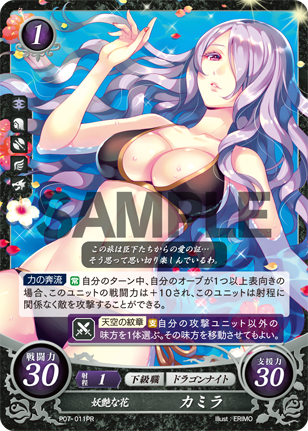 1
SAMPLE
この旅は臣下たちからの愛の証…
そう思って思い切り楽しんでいるわ。
力の奔流 常 自分のターン中、自分のオーブが1つ以上表向きの
場合、このユニットの戦闘力は+10され、このユニットは射程に
関係なく敵を攻撃することができる。
天空の紋章 支 自分の攻撃ユニット以外の
味方を1体選ぶ。その味方を移動させてもよい。
戦闘力
30
射程 1 下級職 ドラゴンナイト
支援力
30
妖艶な花 カミラ
P07-011PR Illust:ERIMO